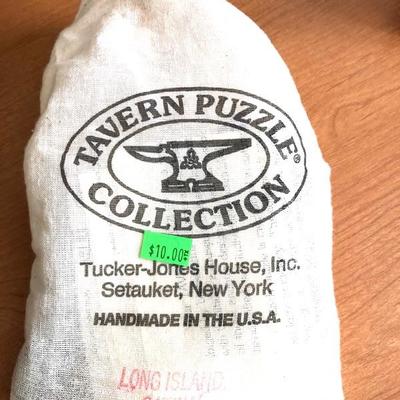 TAVERN PUZZLE®
COLLECTION
$10.00
Tucker-Jones House, Inc.
Setauket, New York
HANDMADE IN THE U.S.A.
LONG ISLAND